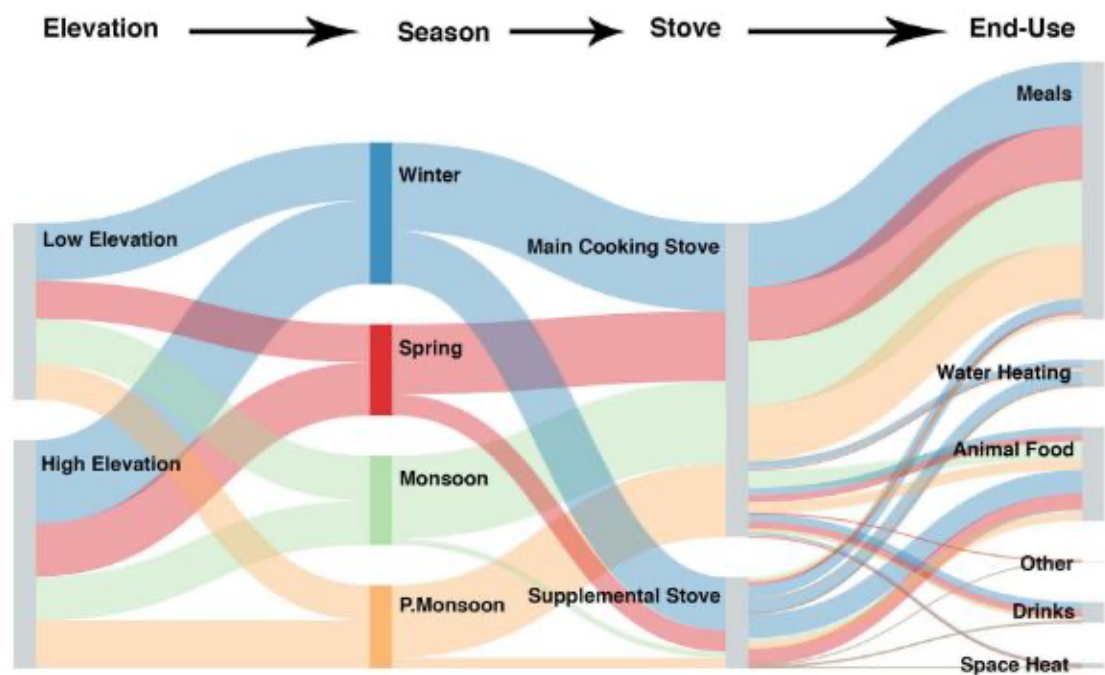 Elevation
Season
Stove
End-Use
Low Elevation
High Elevation
Winter
Spring
Monsoon
P.Monsoon
Main Cooking Stove
Supplemental Stove
Meals
Water Heating
Animal Food
Other
Drinks
Space Heat